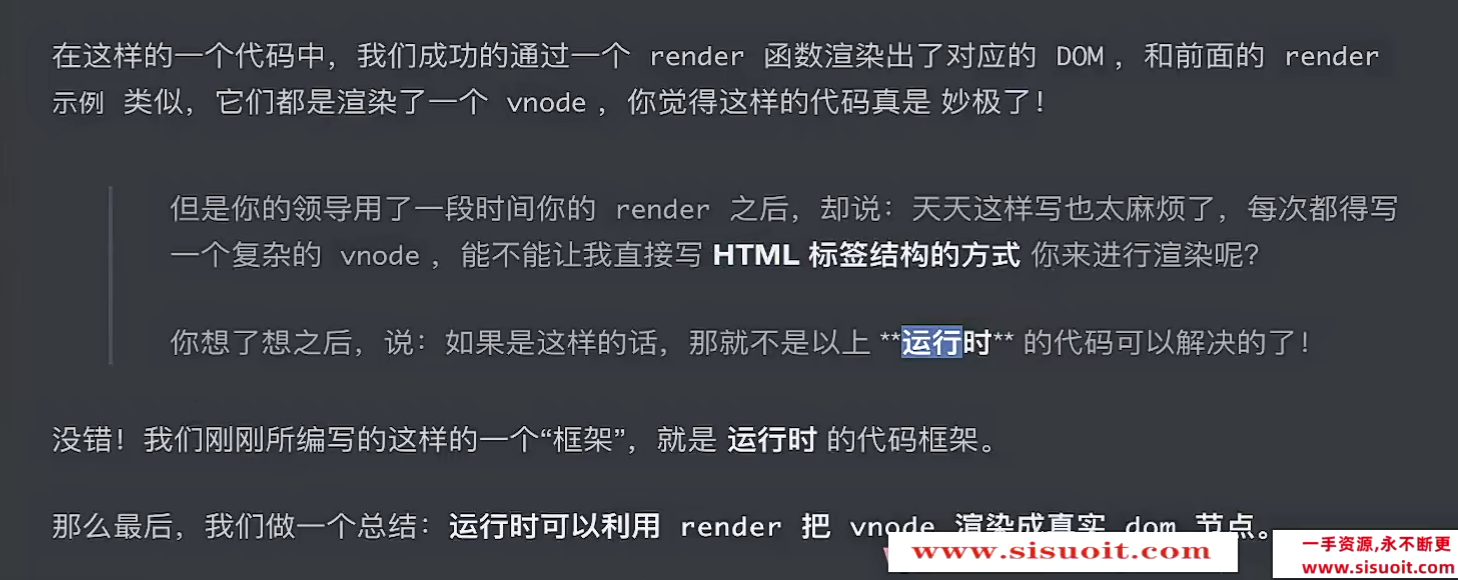 在这样的一个代码中，我们成功的通过一个 render 函数渲染出了对应的 DOM ，和前面的 render
示例 类似，它们都是渲染了一个 vnode ，你觉得这样的代码真是 妙极了！
但是你的领导用了一段时间你的 render 之后，却说：天天这样写也太麻烦了，每次都得写
一个复杂的 vnode ，能不能让我直接写 HTML 标签结构的方式 你来进行渲染呢？
你想了想之后，说：如果是这样的话，那就不是以上 **运行时** 的代码可以解决的了！
没错！我们刚刚所编写的这样的一个“框架”，就是 运行时 的代码框架。
那么最后，我们做一个总结：运行时可以利用 render 把 vnode 渲染成真实 dom 节点。
www.sisuoit.com
一手资源,永不断更
www.sisuoit.com